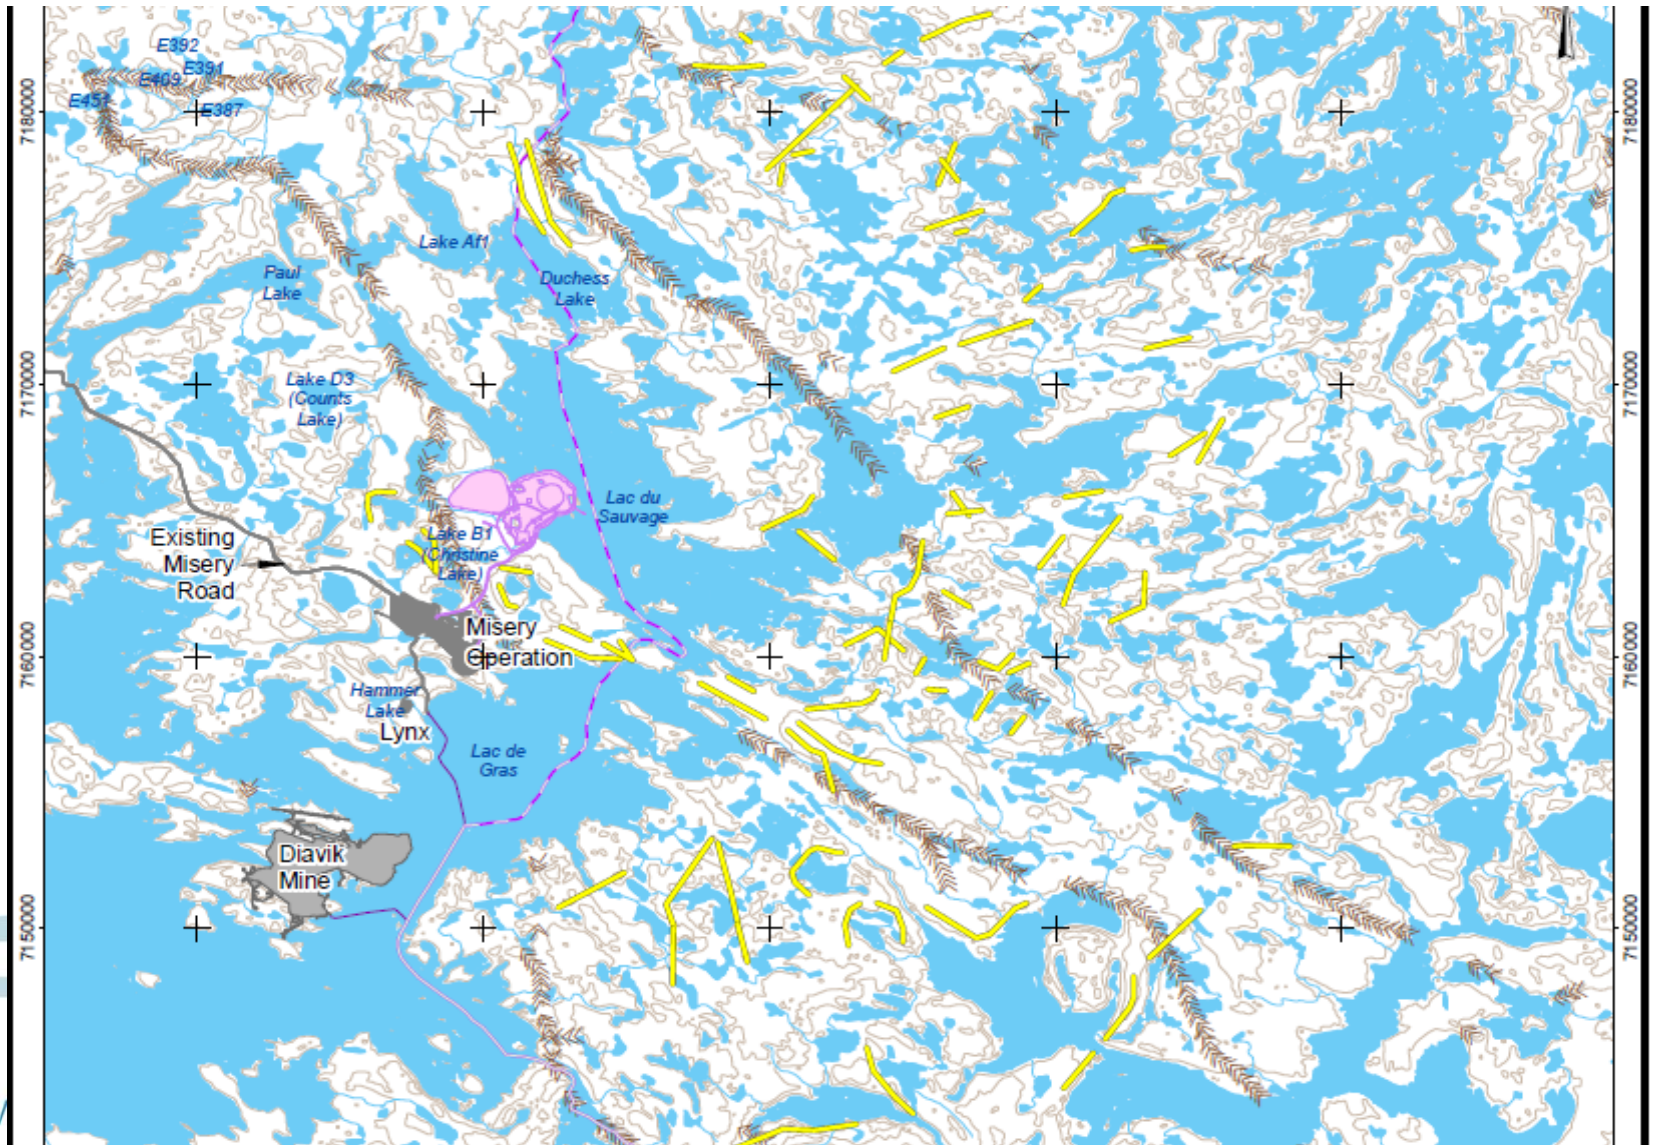 E392
E391
E409
E451
E387
7180000
7180000
Lake Af1
Paul
Lake
Duchess
Lake
7170000
7170000
Lake D3
(Counts
Lake)
Lac du
Sauvage
Existing
Misery
Road
Lake B1
(Christine
Lake)
Misery
Operation
7160000
7160000
Hammer
Lake
Lynx
Lac de
Gras
Diavik
Mine
7150000
7150000